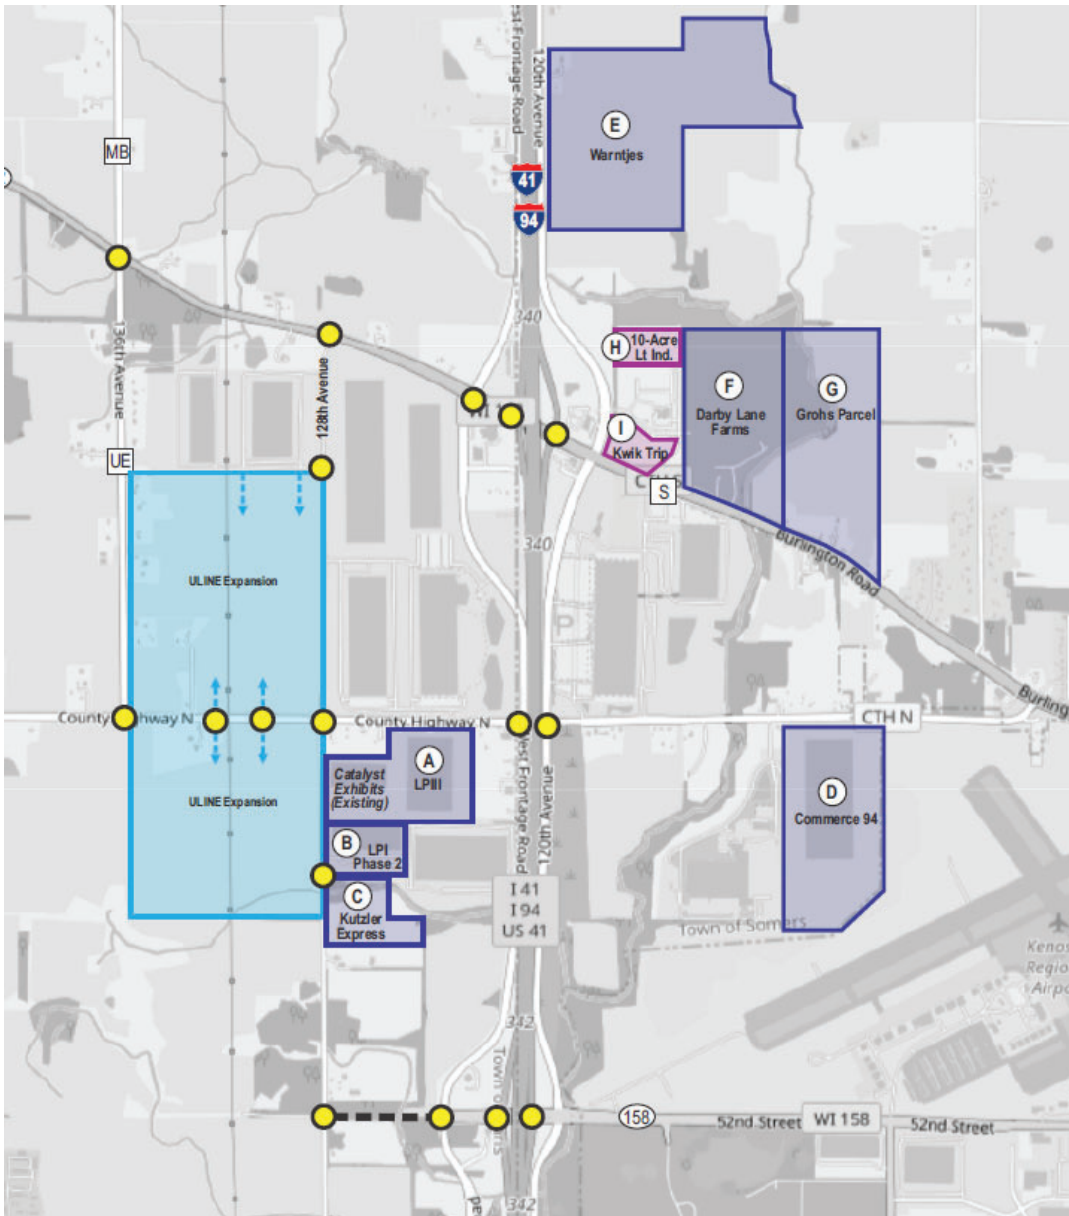 West Frontage Road
120th Avenue
E
Warntjes
MB
41
94
340
136th Avenue
128th Avenue
H
10-Acre
Lt Ind.
F
Darby Lane
Farms
G
Grohs Parcel
I
Kwik Trip
UE
S
340
Burlington Road
P
ULINE Expansion
County Highway N
County Highway N
CTH N
West Frontage Road
120th Avenue
A
LPIII
Catalyst
Exhibits
(Existing)
D
Commerce 94
ULINE Expansion
B
LPI
Phase 2
C
Kutzler
Express
I 41
I 94
US 41
Town of Somers
342
158
52nd Street
WI 158
52nd Street
342